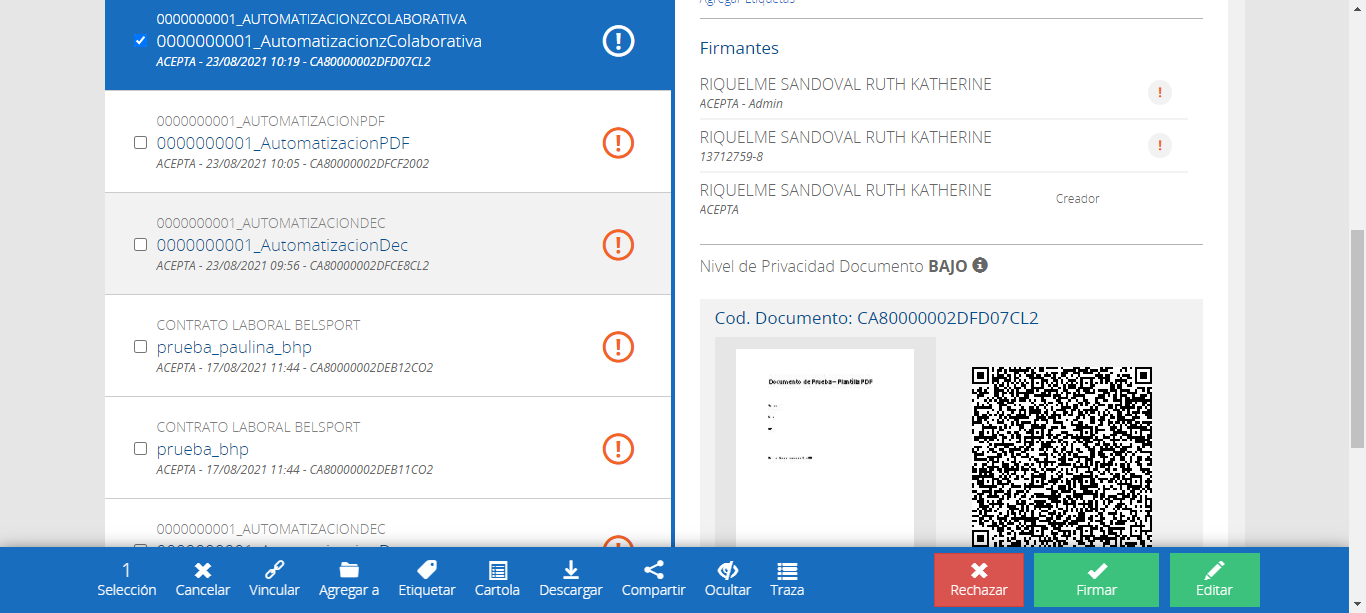 0000000001_AUTOMATIZACIONZCOLABORATIVA
0000000001_AutomatizacionzColaborativa
ACEPTA - 23/08/2021 10:19 - CA80000002DFD07CL2
0000000001_AUTOMATIZACIONPDF
0000000001_AutomatizacionPDF
ACEPTA - 23/08/2021 10:05 - CA80000002DFCF2002
0000000001_AUTOMATIZACIONDEC
0000000001_AutomatizacionDec
ACEPTA - 23/08/2021 09:56 - CA80000002DFCE8CL2
CONTRATO LABORAL BELSPORT
prueba_paulina_bhp
ACEPTA - 17/08/2021 11:44 - CA80000002DEB12CO2
CONTRATO LABORAL BELSPORT
prueba_bhp
ACEPTA - 17/08/2021 11:44 - CA80000002DEB11CO2
0000000001_AUTOMATIZACIONDEC
Agregar Etiquetas
Firmantes
RIQUELME SANDOVAL RUTH KATHERINE
ACEPTA - Admin
RIQUELME SANDOVAL RUTH KATHERINE
13712759-8
RIQUELME SANDOVAL RUTH KATHERINE
ACEPTA
Creador
Nivel de Privacidad Documento BAJO
Cod. Documento: CA80000002DFD07CL2
Documento de Prueba – Plantilla PDF
1
Selección
Cancelar
Vincular
Agregar a
Etiquetar
Cartola
Descargar
Compartir
Ocultar
Traza
Rechazar
Firmar
Editar